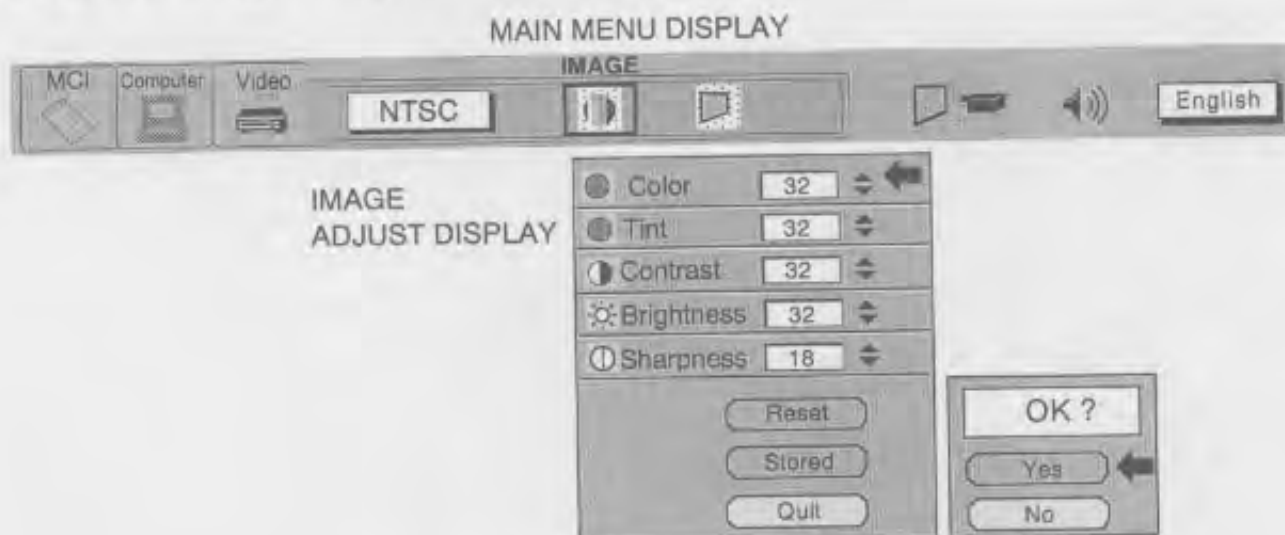 MAIN MENU DISPLAY
IMAGE
MCI Computer Video
NTSC
English
IMAGE
ADJUST DISPLAY
Color 32
Tint 32
Contrast 32
Brightness 32
Sharpness 18
Reset
Stored
Quit
OK ?
Yes
No